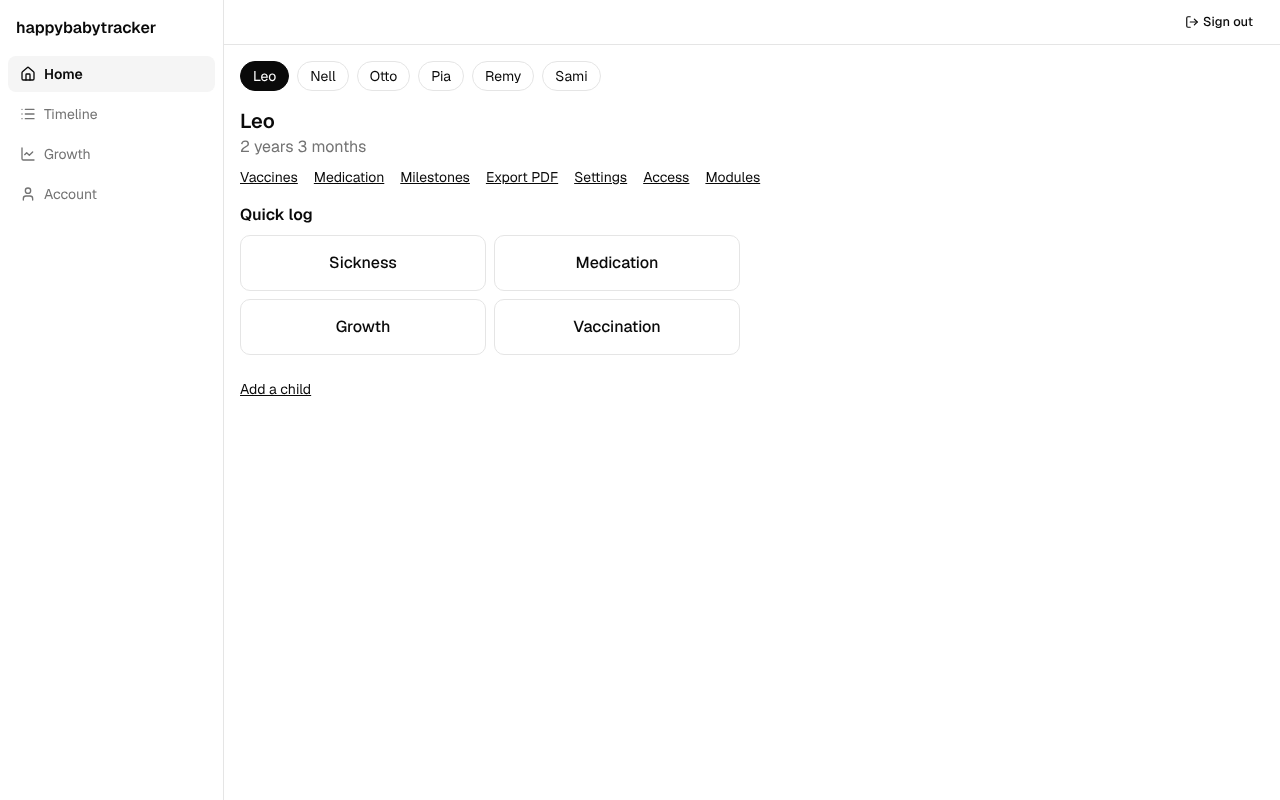 happybabytracker
Sign out
Home
Timeline
Growth
Account
Leo Nell Otto Pia Remy Sami
Leo
2 years 3 months
Vaccines Medication Milestones Export PDF Settings Access Modules
Quick log
Sickness Medication
Growth Vaccination
Add a child